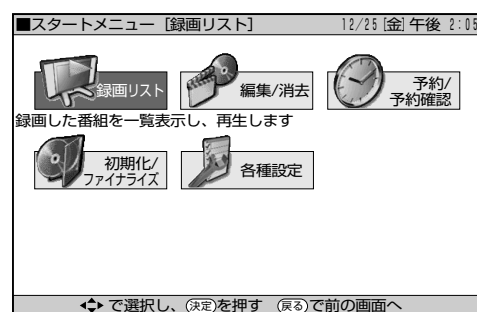 ■スタートメニュー［録画リスト］ 12/25[金]午後 2:05
録画リスト
編集/消去
予約/
予約確認
録画した番組を一覧表示し、再生します
初期化/
ファイナライズ
各種設定
で選択し、決定を押す 戻るで前の画面へ